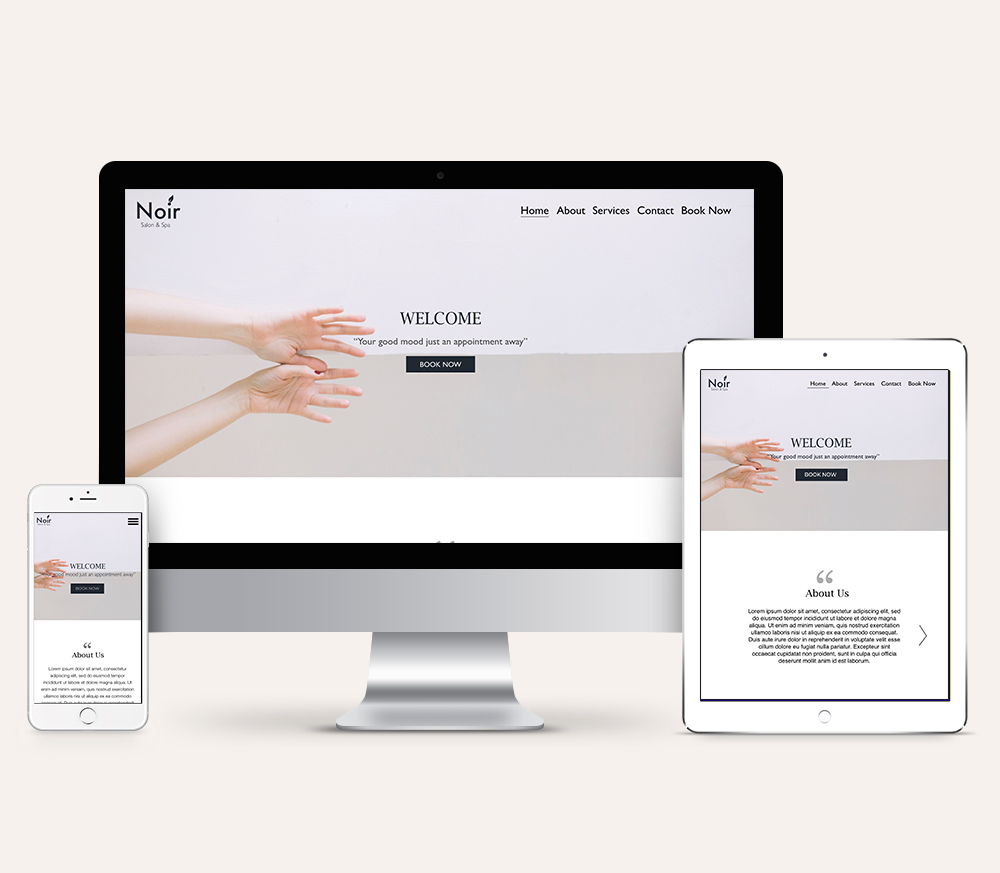 Noir
Salon & Spa
Home About Services Contact Book Now
WELCOME
“Your good mood just an appointment away”
BOOK NOW
Noir
Salon & Spa
Home About Services Contact Book Now
WELCOME
“Your good mood just an appointment away”
BOOK NOW
“
About Us
Lorem ipsum dolor sit amet, consectetur adipiscing elit, sed
do eiusmod tempor incididunt ut labore et dolore magna
aliqua. Ut enim ad minim veniam, quis nostrud exercitation
ullamco laboris nisi ut aliquip ex ea commodo consequat.
Duis aute irure dolor in reprehenderit in voluptate velit esse
cillum dolore eu fugiat nulla pariatur. Excepteur sint
occaecat cupidatat non proident, sunt in culpa qui officia
deserunt mollit anim id est laborum.
Noir
WELCOME
“Your good mood just an appointment away”
BOOK NOW
“
About Us
Lorem ipsum dolor sit amet, consectetur
adipiscing elit, sed do eiusmod tempor
incididunt ut labore et dolore magna aliqua. Ut
enim ad minim veniam, quis nostrud exercitation
ullamco laboris nisi ut aliquip ex ea commodo